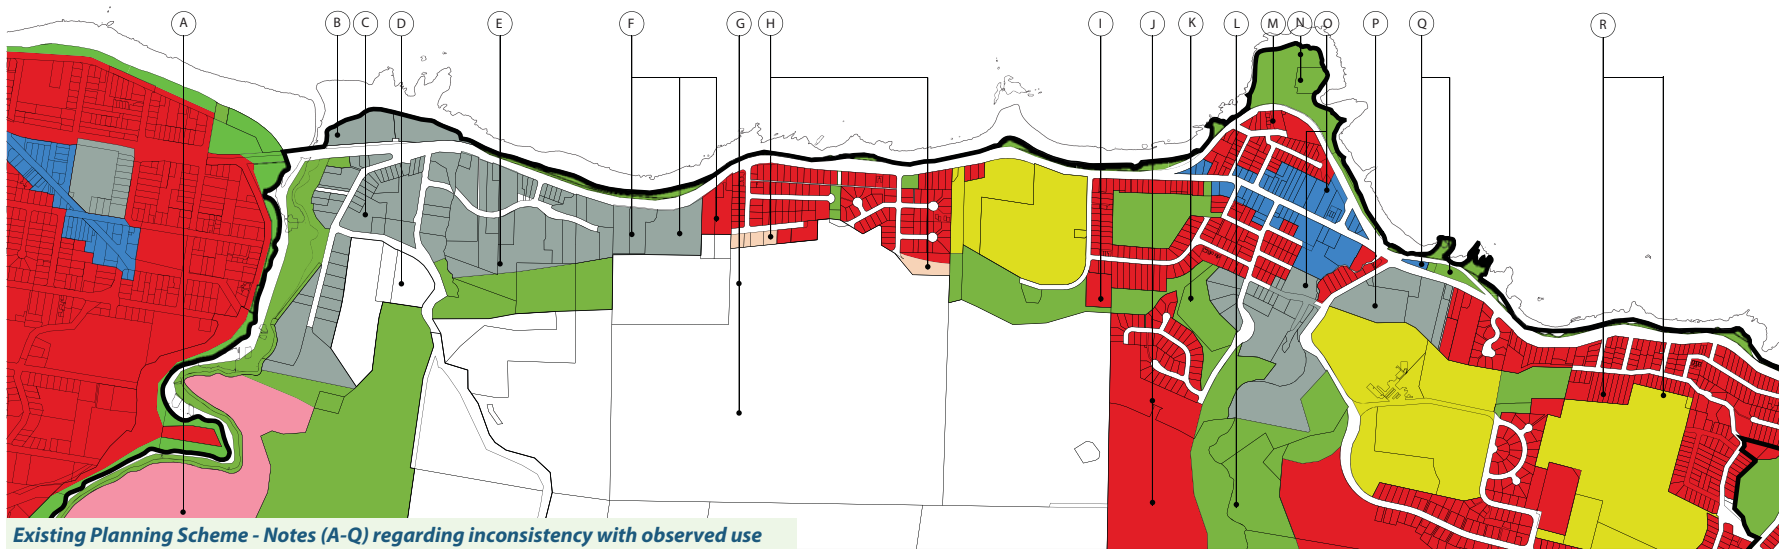 A B C D E F G H I J K L M N O P Q R
Existing Planning Scheme - Notes (A-Q) regarding inconsistency with observed use